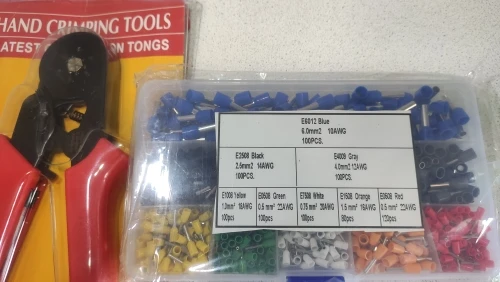 HAND CRIMPING TOOLS
LATEST
ON TONGS
E6012 Blue
6.0mm2 10AWG
100PCS.
E2508 Black
2.5mm2 14AWG
100PCS.
E4009 Gray
4.0mm2 12AWG
100PCS.
E1008 Yellow
1.0mm² 18AWG
100pcs
E0508 Green
0.5 mm² 22AWG
100pcs
E7508 White
0.75 mm² 20AWG
100pcs
E1508 Orange
1.5 mm² 16AWG
E0508 Red
0.5 mm² 22AWG